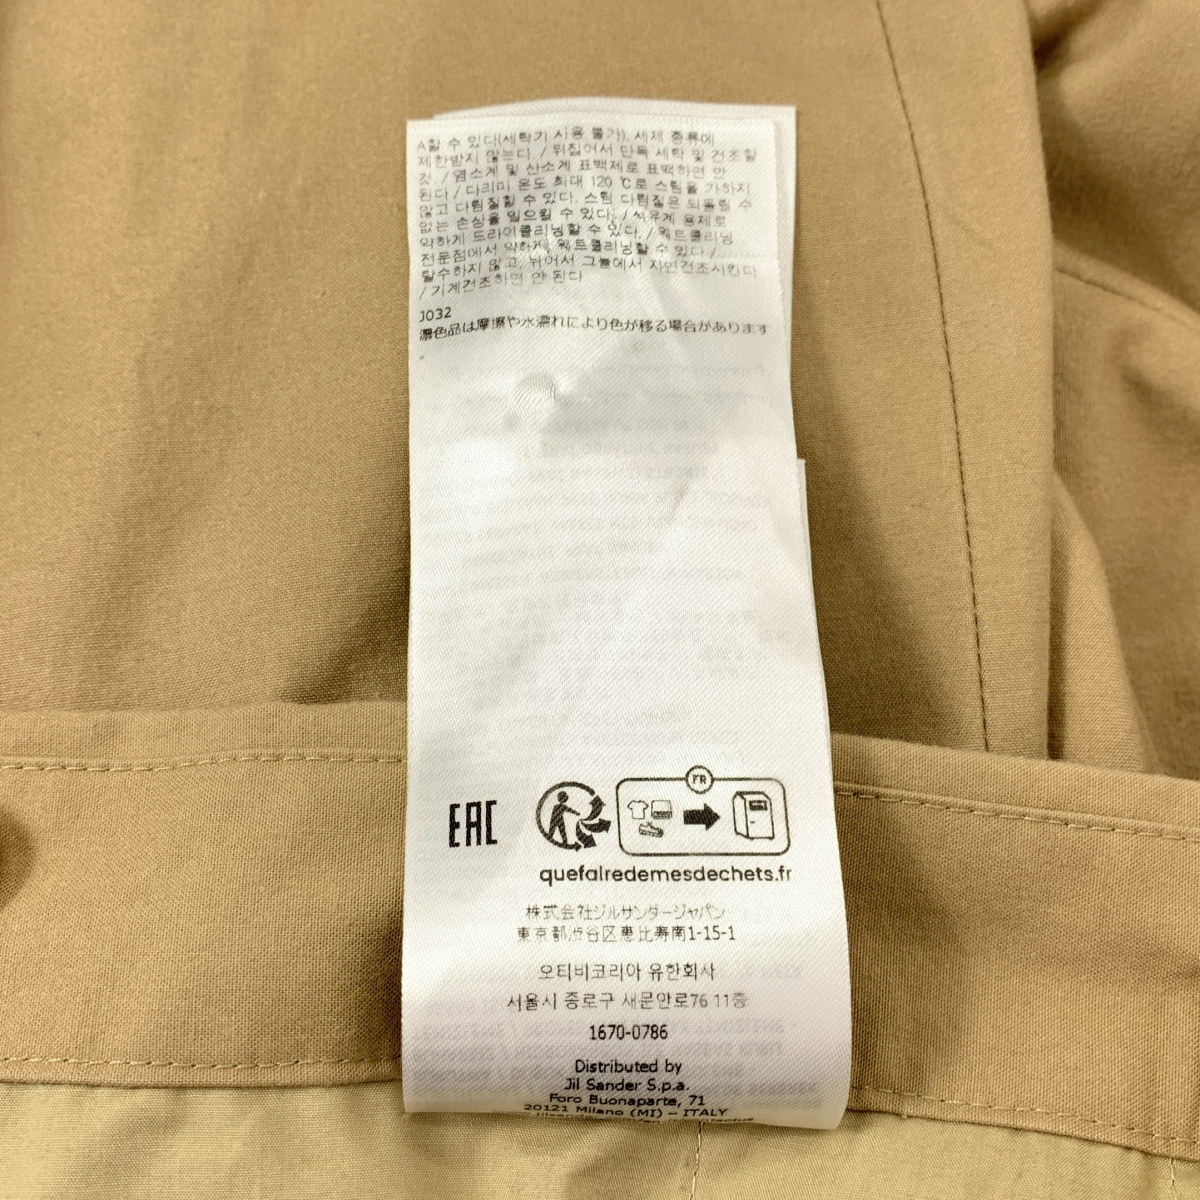 A할 수 있다(세탁기 사용 불가). 세제 종류에
제한받지 않는다. / 뒤집어서 단독 세탁 및 건조할
것. / 염소계 및 산소계 표백제로 표백하면 안
된다 / 다리미 온도 최대 120 ℃로 스팀을 가하지
않고 다림질할 수 있다. 스팀 다림질은 되돌릴 수
없는 손상을 일으킬 수 있다. / 석유계 용제로
약하게 드라이클리닝할 수 있다. / 웨트클리닝
전문점에서 약하게 웨트클리닝할 수 있다 /
탈수하지 않고, 뉘어서 그늘에서 자연건조시킨다
/ 기계건조하면 안 된다
J032
濃色品は摩擦や水濡れにより色が移る場合があります
。
EAC
FR
quefairedemesdechets.fr
株式会社ジルサンダージャパン
東京都渋谷区恵比寿南1-15-1
오티비코리아 유한회사
서울시 종로구 새문안로76 11층
1670-0786
Distributed by
Jil Sander S.p.a.
Foro Buonaparte, 71
20121 Milano (MI) – ITALY